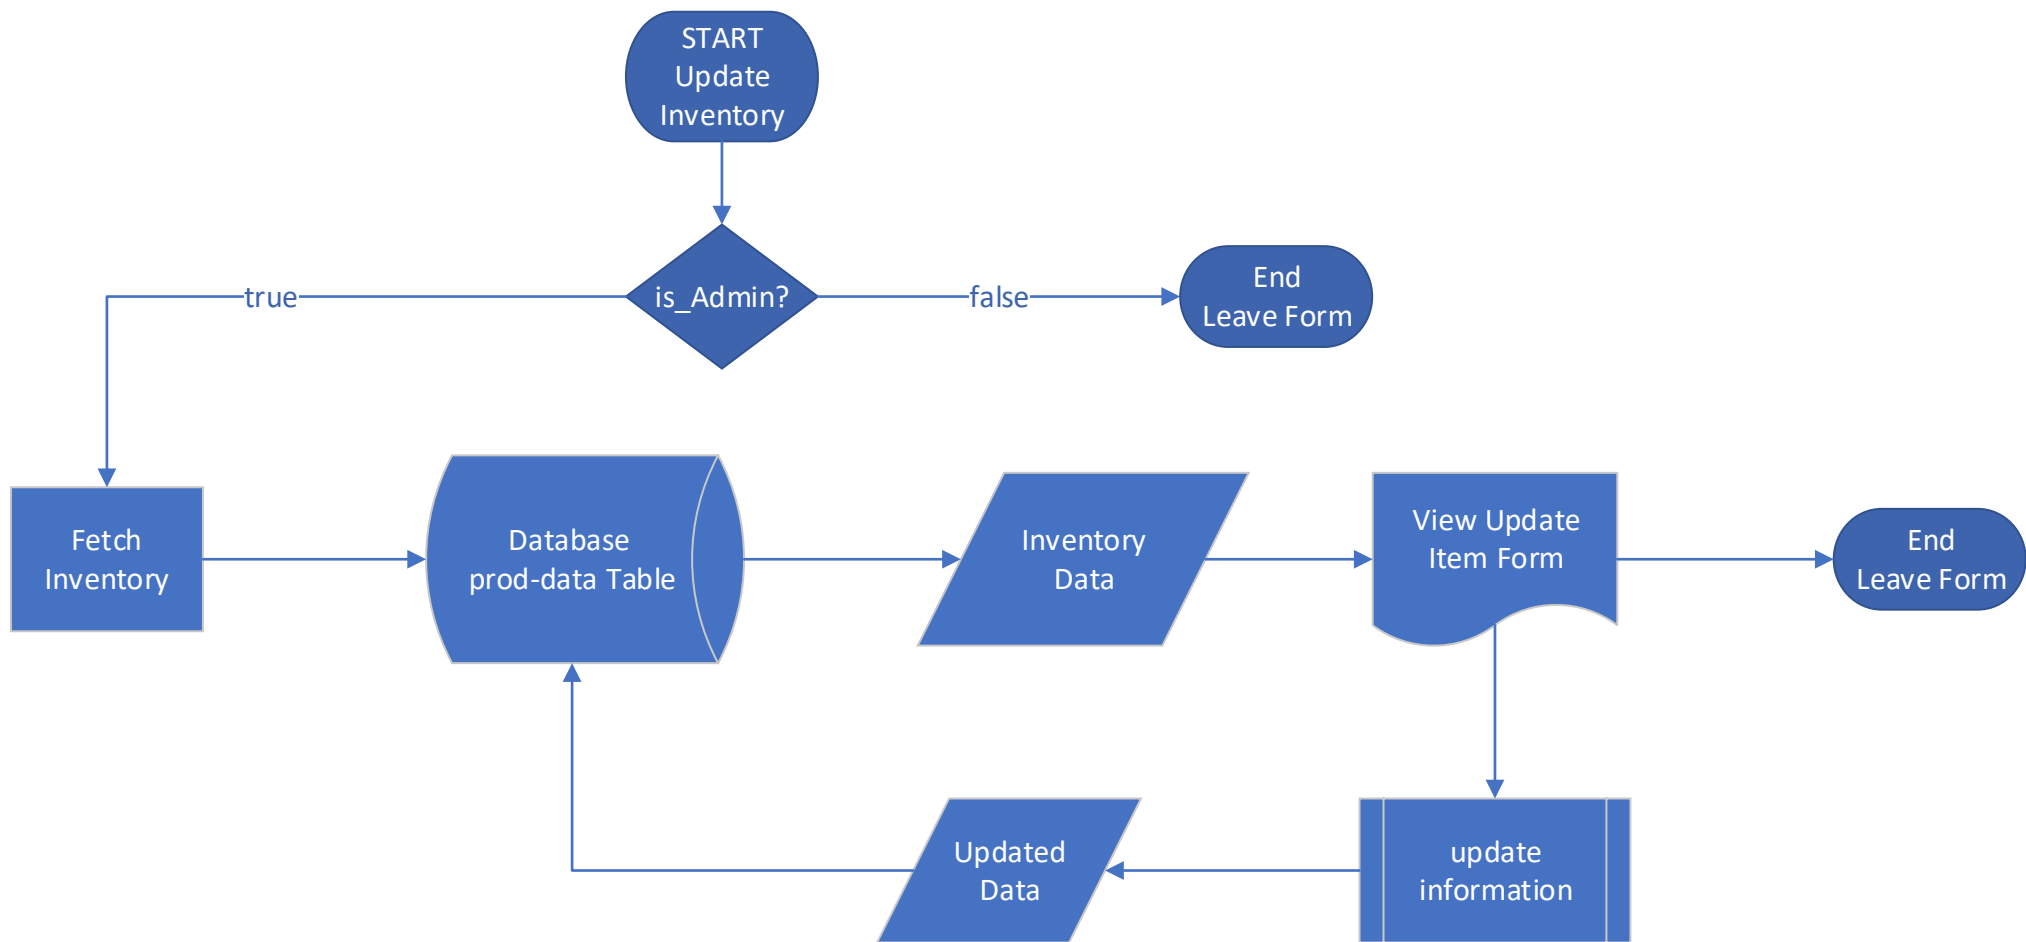 START
Update
Inventory
is_Admin?
true
false
End
Leave Form
Fetch
Inventory
Database
prod-data Table
Inventory
Data
View Update
Item Form
End
Leave Form
Updated
Data
update
information